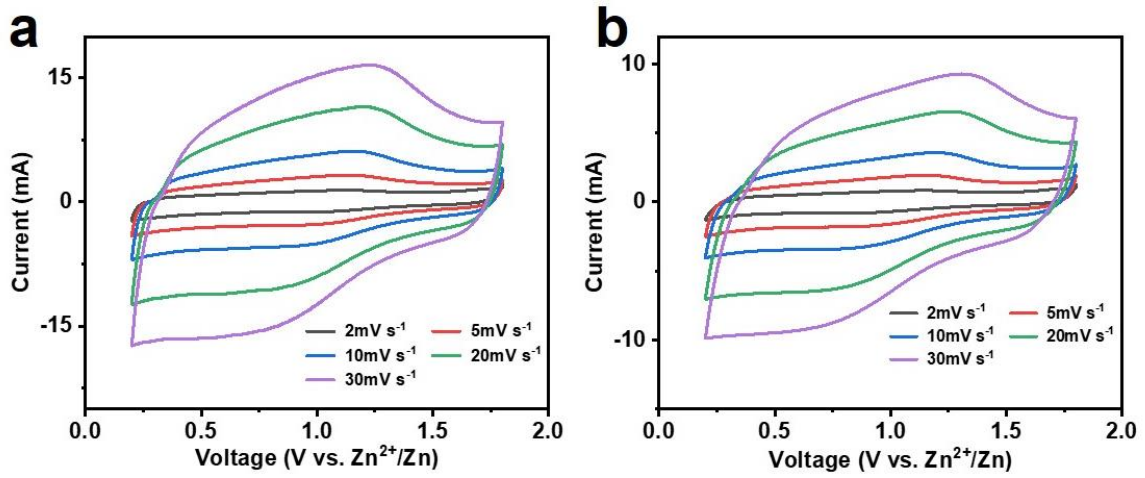 a
15
0
-15
Current (mA)
2mV s⁻¹ 5mV s⁻¹
10mV s⁻¹ 20mV s⁻¹
30mV s⁻¹
0.0 0.5 1.0 1.5 2.0
Voltage (V vs. Zn²⁺/Zn)
b
10
0
-10
Current (mA)
2mV s⁻¹ 5mV s⁻¹
10mV s⁻¹ 20mV s⁻¹
30mV s⁻¹
0.0 0.5 1.0 1.5 2.0
Voltage (V vs. Zn²⁺/Zn)